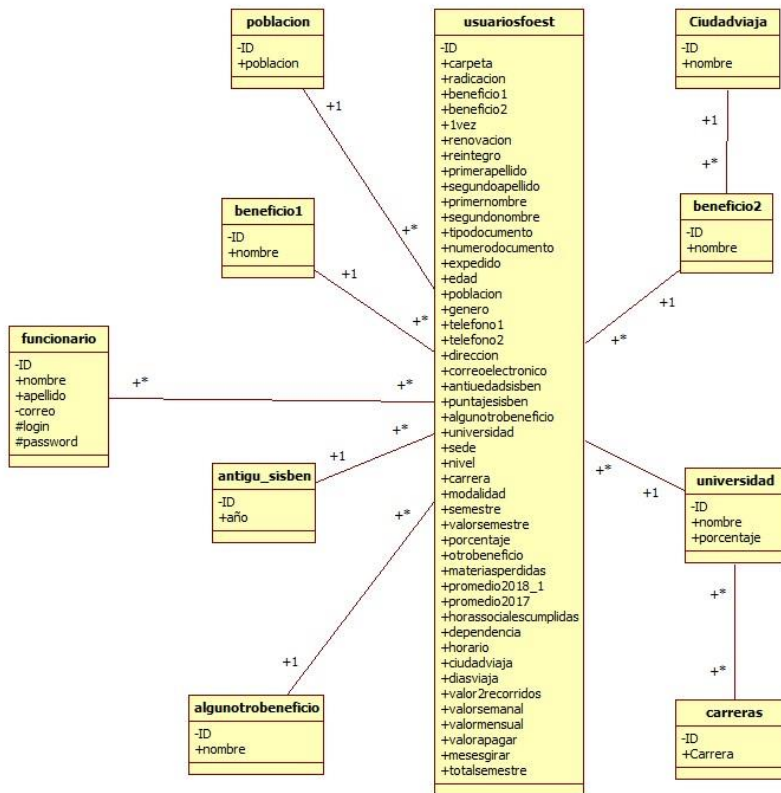 poblacion
-ID
+poblacion
+1
+*
beneficio1
-ID
+nombre
+1
+*
funcionario
-ID
+nombre
+apellido
-correo
#login
#password
+*
+*
antigu_sisben
-ID
+año
+1
+*
algunotrobeneficio
-ID
+nombre
+1
+*
usuariosfoest
-ID
+carpeta
+radicacion
+beneficio1
+beneficio2
+1vez
+renovacion
+reintegro
+primerapellido
+segundoapellido
+primernombre
+segundonombre
+tipodocumento
+numerodocumento
+expedido
+edad
+poblacion
+genero
+telefono1
+telefono2
+direccion
+correoelectronico
+antiuedadsisben
+puntajesisben
+algunotrobeneficio
+universidad
+sede
+nivel
+carrera
+modalidad
+semestre
+valorsemestre
+porcentaje
+otrobeneficio
+materiasperdidas
+promedio2018_1
+promedio2017
+horassocialescumplidas
+dependencia
+horario
+ciudadviaja
+diasviaja
+valor2recorridos
+valorsemanal
+valormensual
+valorapagar
+mesesgirar
+totalsemestre
Ciudadviaja
-ID
+nombre
+1
+*
beneficio2
-ID
+nombre
+1
+*
universidad
-ID
+nombre
+porcentaje
+*
+1
+*
+*
carreras
-ID
+Carrera